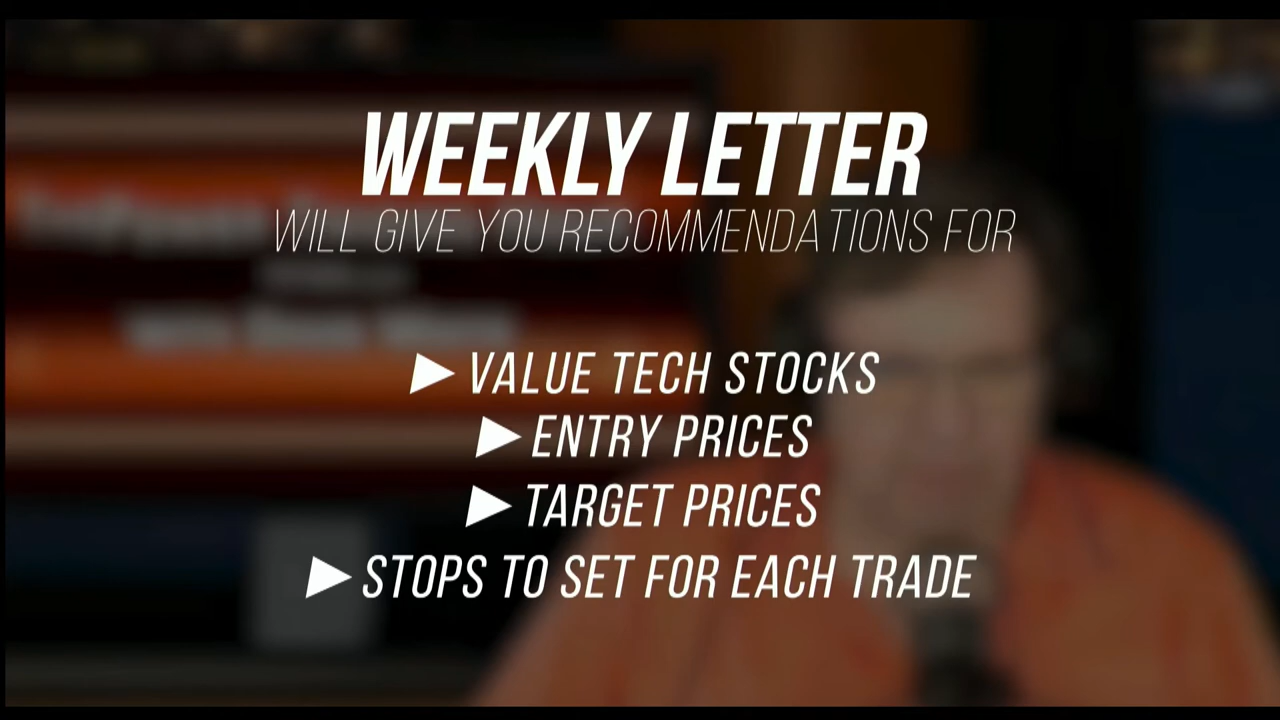 WEEKLY LETTER
WILL GIVE YOU RECOMMENDATIONS FOR
▶ VALUE TECH STOCKS
▶ ENTRY PRICES
▶ TARGET PRICES
▶ STOPS TO SET FOR EACH TRADE